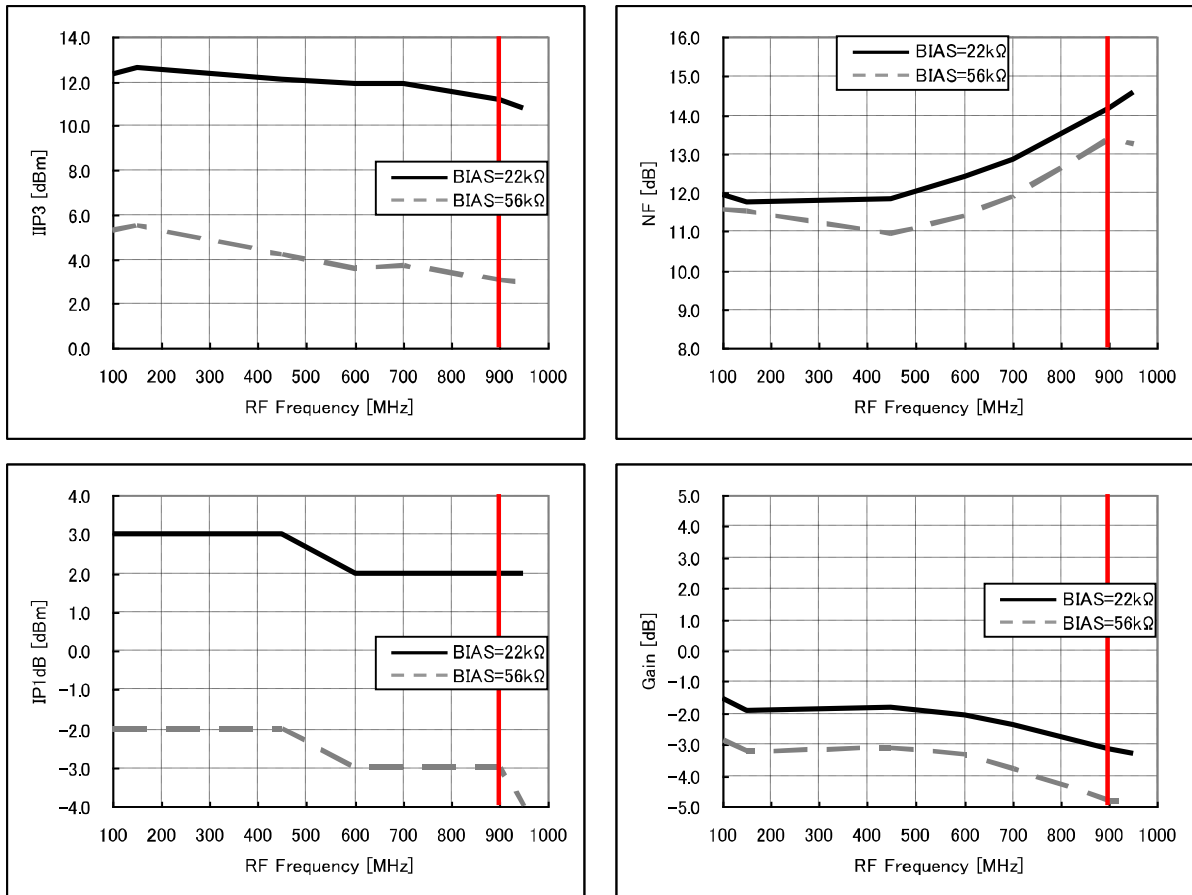 14.0
12.0
10.0
8.0
6.0
4.0
2.0
0.0
IIP3 [dBm]
BIAS=22kΩ
BIAS=56kΩ
100 200 300 400 500 600 700 800 900 1000
RF Frequency [MHz]
16.0
15.0
14.0
13.0
12.0
11.0
10.0
9.0
8.0
NF [dB]
BIAS=22kΩ
BIAS=56kΩ
100 200 300 400 500 600 700 800 900 1000
RF Frequency [MHz]
4.0
3.0
2.0
1.0
0.0
-1.0
-2.0
-3.0
-4.0
IP1dB [dBm]
BIAS=22kΩ
BIAS=56kΩ
100 200 300 400 500 600 700 800 900 1000
RF Frequency [MHz]
5.0
4.0
3.0
2.0
1.0
0.0
-1.0
-2.0
-3.0
-4.0
-5.0
Gain [dB]
BIAS=22kΩ
BIAS=56kΩ
100 200 300 400 500 600 700 800 900 1000
RF Frequency [MHz]